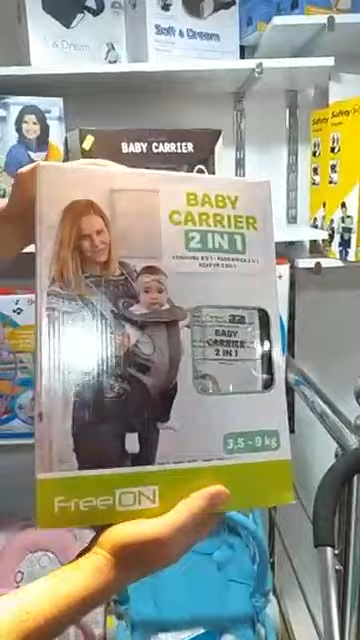 & Dream
Soft & Dream
BABY CARRIER
Safety
Safety
BABY
CARRIER
2 IN 1
FreeON
BABY
CARRIER
2 IN 1
3,5 - 9 kg
FreeON